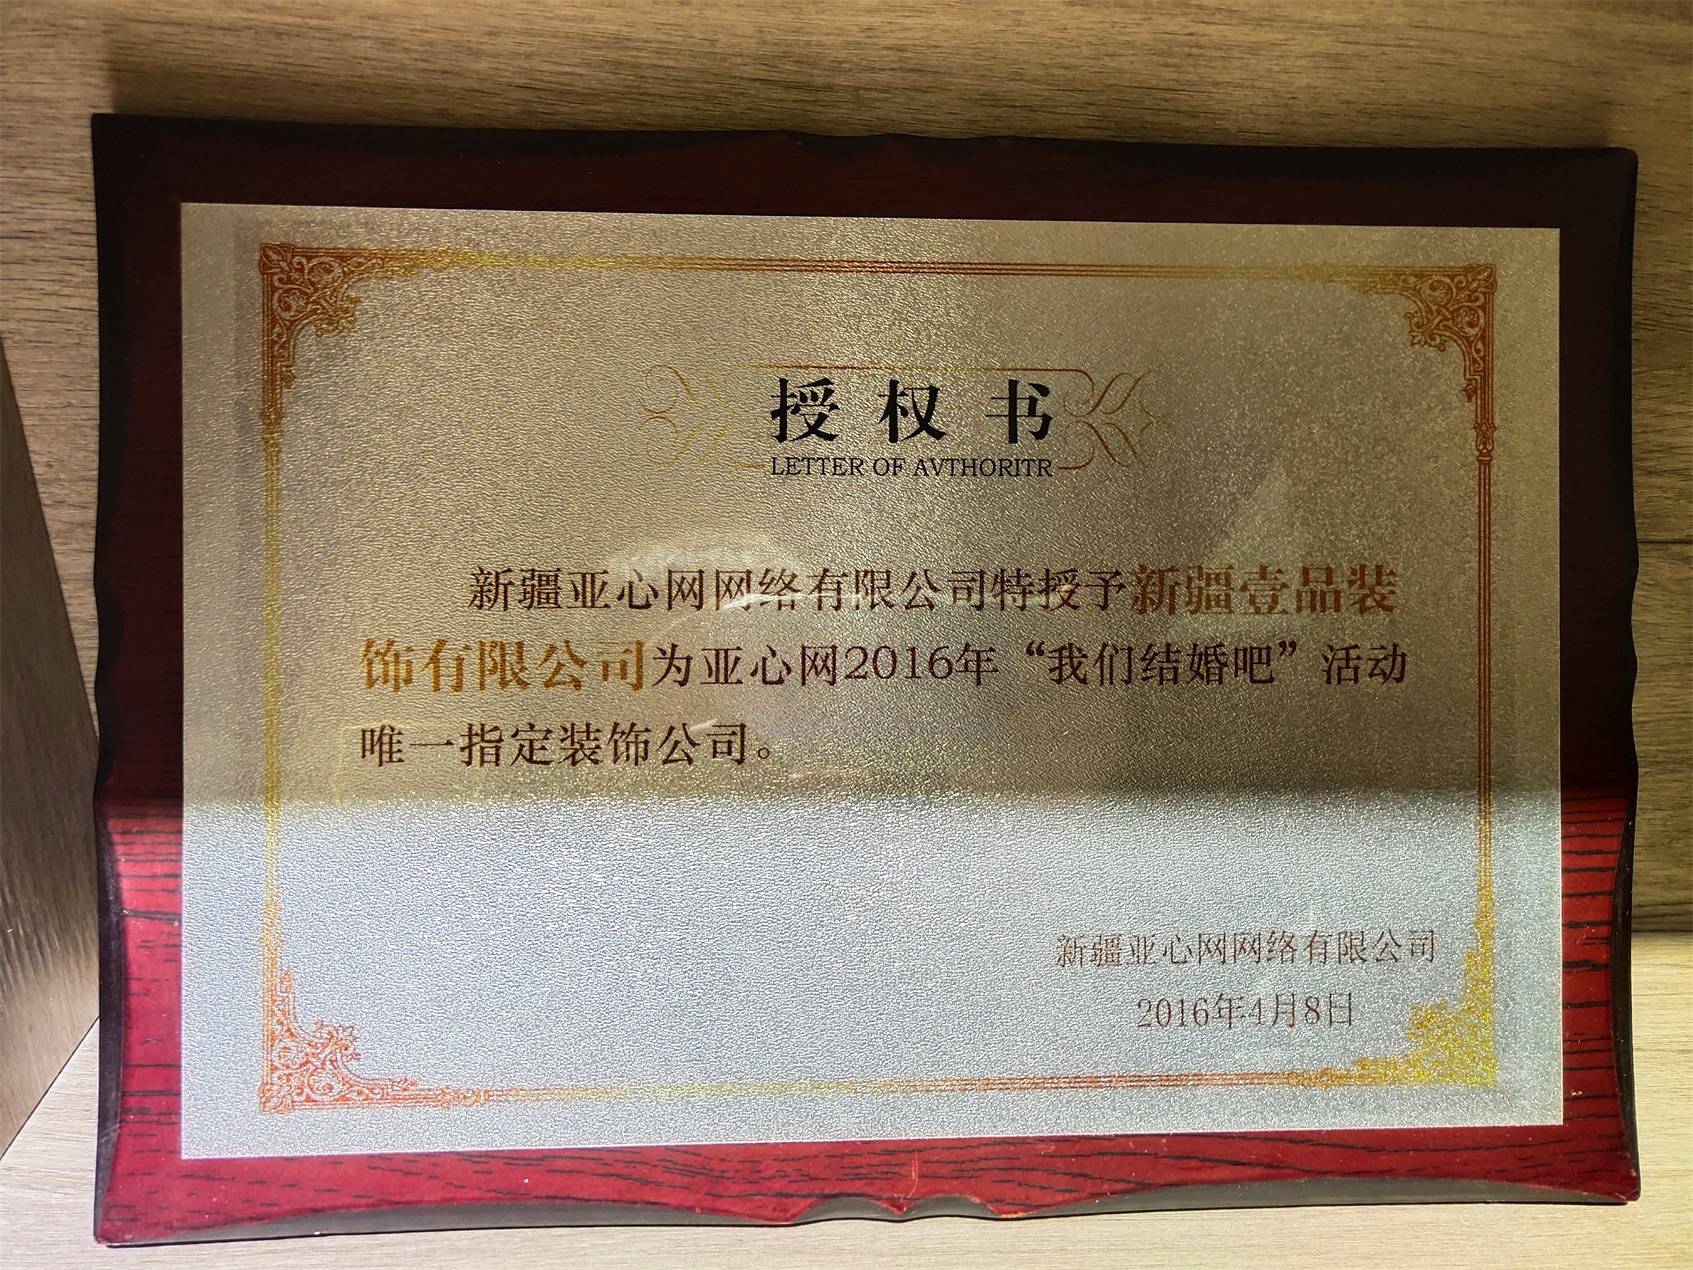 授权书
LETTER OF AVTHORITR
新疆亚心网网络有限公司特授予新疆壹品装
饰有限公司为亚心网2016年“我们结婚吧”活动
唯一指定装饰公司。
新疆亚心网网络有限公司
2016年4月8日